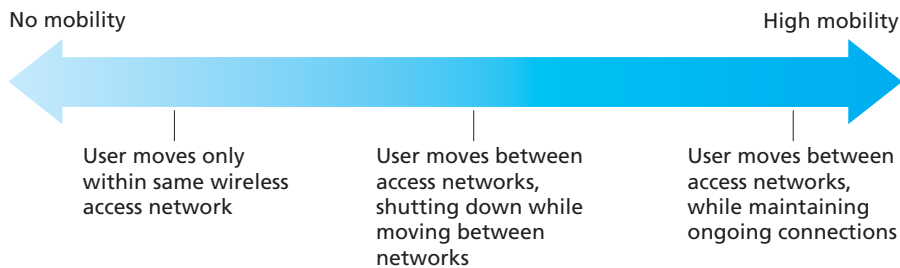 No mobility
High mobility
User moves only
within same wireless
access network
User moves between
access networks,
shutting down while
moving between
networks
User moves between
access networks,
while maintaining
ongoing connections